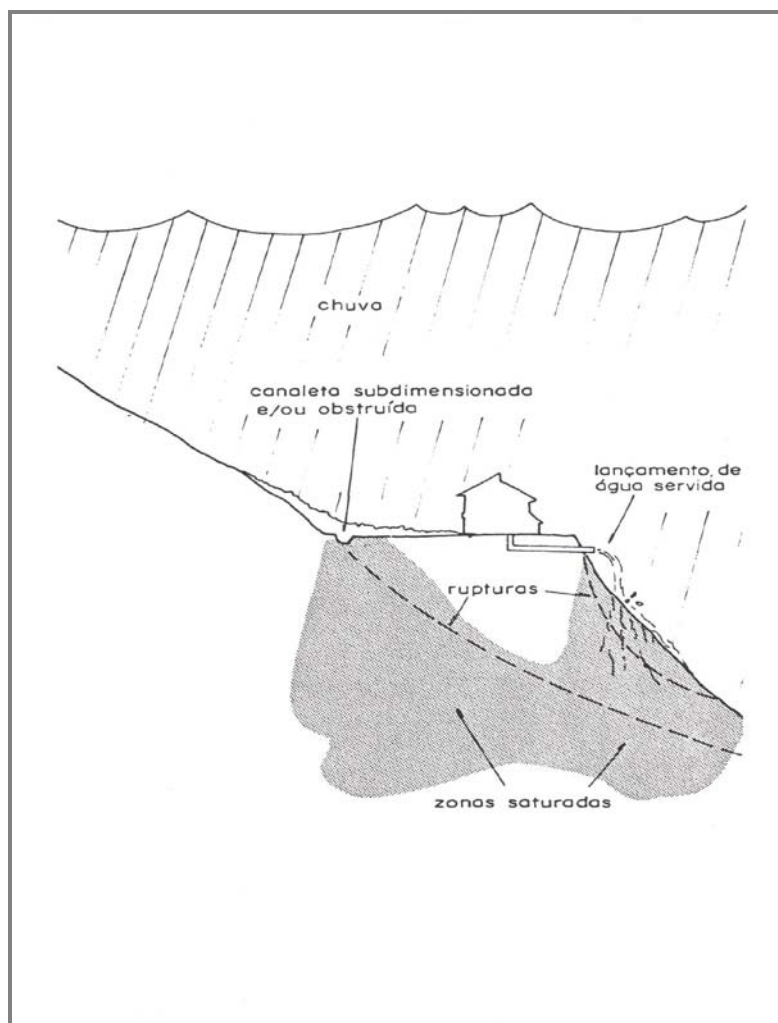 chuva
canaleta subdimensionada
e/ou obstruída
lançamento de
água servida
rupturas
zonas saturadas